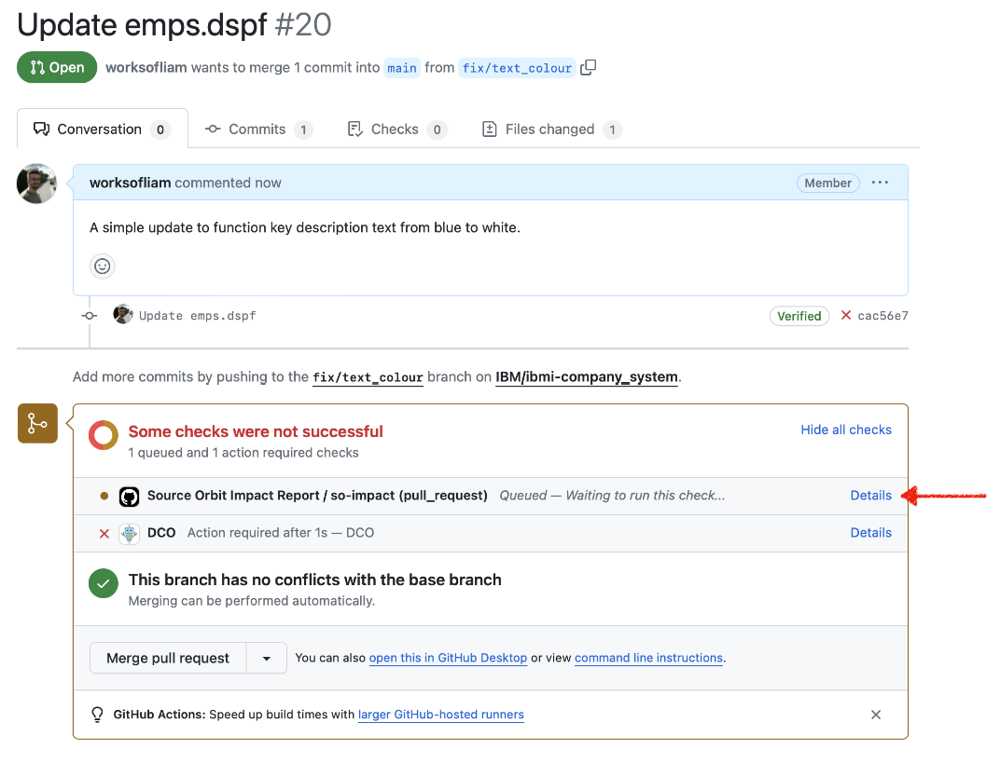 Update emps.dspf #20
Open worksofliam wants to merge 1 commit into main from fix/text_colour
Conversation 0 Commits 1 Checks 0 Files changed 1
worksofliam commented now Member
A simple update to function key description text from blue to white.
Update emps.dspf Verified cac56e7
Add more commits by pushing to the fix/text_colour branch on IBM/ibmi-company_system.
Some checks were not successful Hide all checks
1 queued and 1 action required checks
Source Orbit Impact Report / so-impact (pull_request) Queued — Waiting to run this check... Details
DCO Action required after 1s — DCO Details
This branch has no conflicts with the base branch
Merging can be performed automatically.
Merge pull request You can also open this in GitHub Desktop or view command line instructions.
GitHub Actions: Speed up build times with larger GitHub-hosted runners